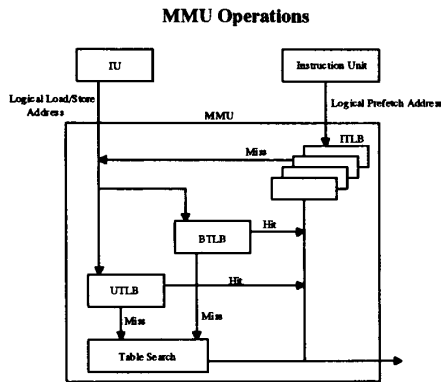 MMU Operations
IU
Instruction Unit
Logical Load/Store
Address
Logical Prefetch Address
MMU
ITLB
Miss
BTLB
Hit
UTLB
Hit
Miss
Miss
Table Search